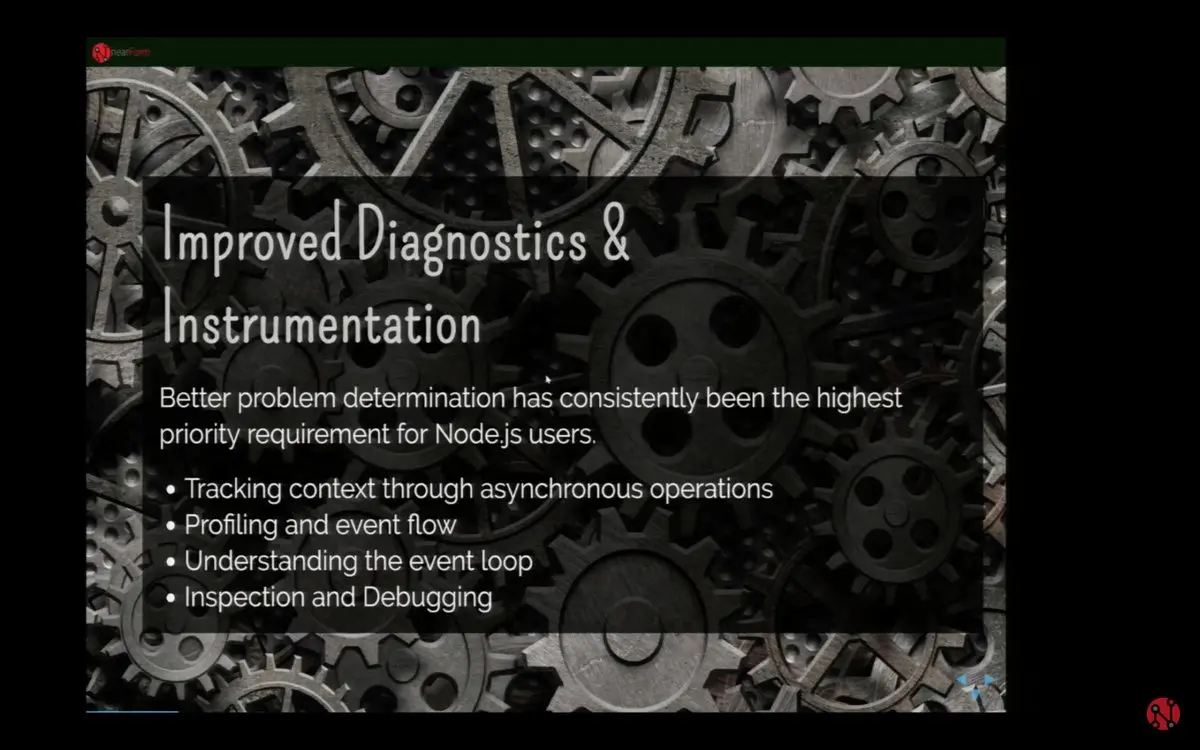 nearForm
Improved Diagnostics &
Instrumentation
Better problem determination has consistently been the highest
priority requirement for Node.js users.
• Tracking context through asynchronous operations
• Profiling and event flow
• Understanding the event loop
• Inspection and Debugging